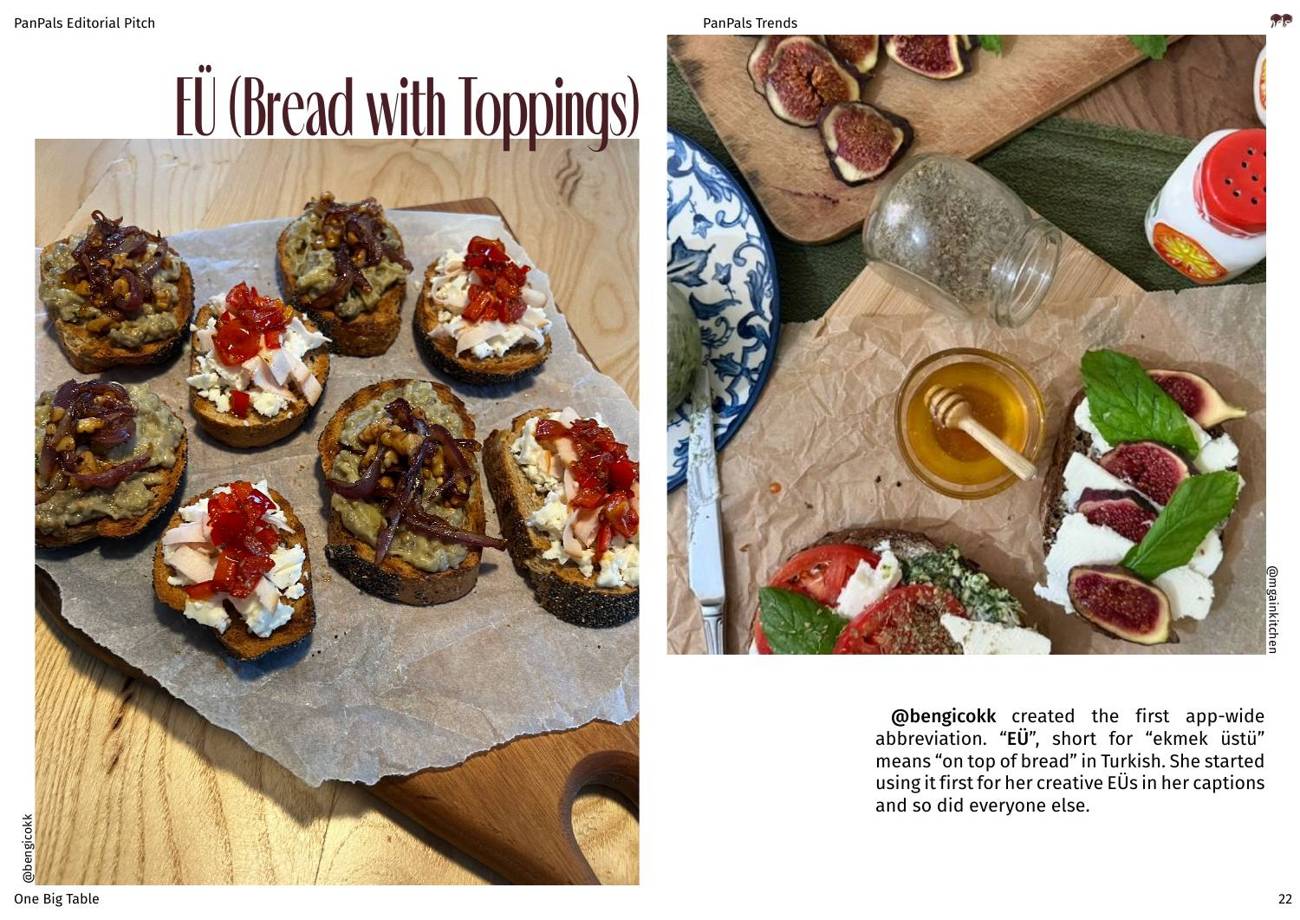 PanPals Editorial Pitch
PanPals Trends
EÜ (Bread with Toppings)
@bengicokk
@mgainkitchen
@bengicokk created the first app-wide
abbreviation. “EÜ”, short for “ekmek üstü”
means “on top of bread” in Turkish. She started
using it first for her creative EÜs in her captions
and so did everyone else.
One Big Table
22